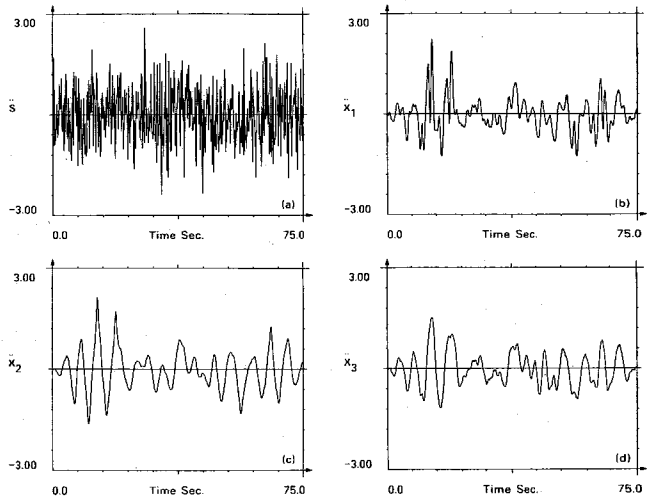 3.00 3.00
S̈ Ẍ1
-3.00 (a) -3.00 (b)
0.0 Time Sec. 75.0 0.0 Time Sec. 75.0
3.00 3.00
Ẍ2 Ẍ3
-3.00 (c) -3.00 (d)
0.0 Time Sec. 75.0 0.0 Time Sec. 75.0